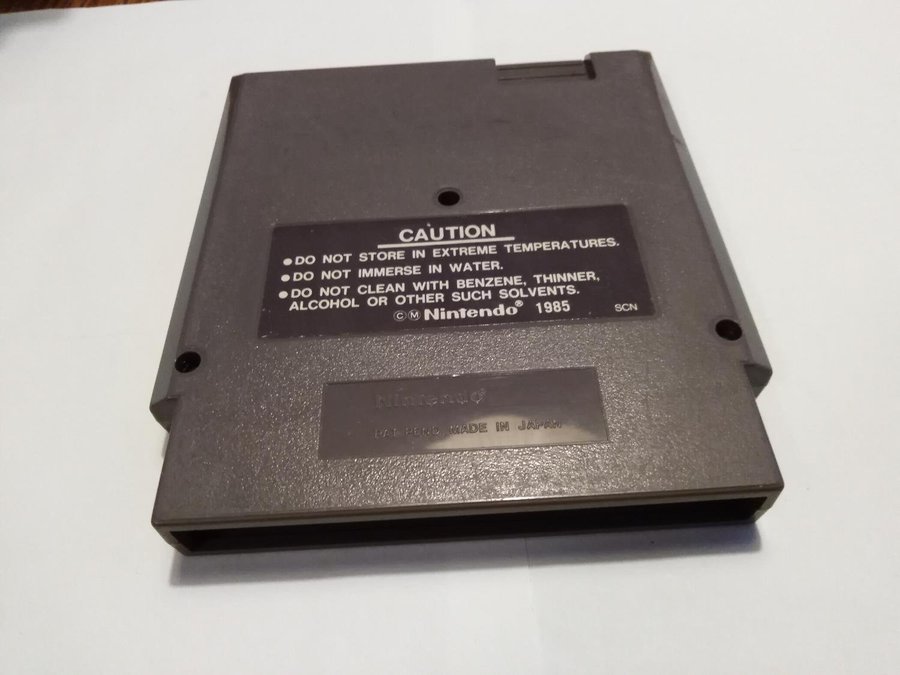 CAUTION
●DO NOT STORE IN EXTREME TEMPERATURES.
●DO NOT IMMERSE IN WATER.
●DO NOT CLEAN WITH BENZENE, THINNER,
ALCOHOL OR OTHER SUCH SOLVENTS.
ⒸⓂ Nintendo® 1985 SCN
Nintendo®
PAT. PEND. MADE IN JAPAN